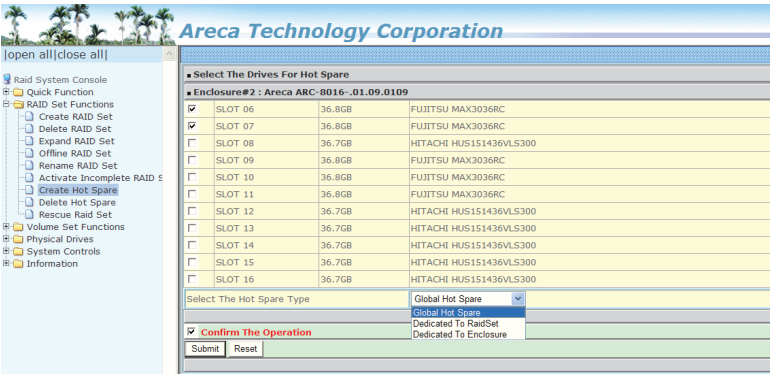 Areca Technology Corporation
|open all|close all|
Raid System Console
Quick Function
RAID Set Functions
Create RAID Set
Delete RAID Set
Expand RAID Set
Offline RAID Set
Rename RAID Set
Activate Incomplete RAID S
Create Hot Spare
Delete Hot Spare
Rescue Raid Set
Volume Set Functions
Physical Drives
System Controls
Information
Select The Drives For Hot Spare
Enclosure#2 : Areca ARC-8016-.01.09.0109
SLOT 06 36.8GB FUJITSU MAX3036RC
SLOT 07 36.8GB FUJITSU MAX3036RC
SLOT 08 36.7GB HITACHI HUS151436VLS300
SLOT 09 36.8GB FUJITSU MAX3036RC
SLOT 10 36.8GB FUJITSU MAX3036RC
SLOT 11 36.8GB FUJITSU MAX3036RC
SLOT 12 36.7GB HITACHI HUS151436VLS300
SLOT 13 36.7GB HITACHI HUS151436VLS300
SLOT 14 36.7GB HITACHI HUS151436VLS300
SLOT 15 36.7GB HITACHI HUS151436VLS300
SLOT 16 36.7GB HITACHI HUS151436VLS300
Select The Hot Spare Type Global Hot Spare
Global Hot Spare
Dedicated To RaidSet
Dedicated To Enclosure
Confirm The Operation
Submit Reset